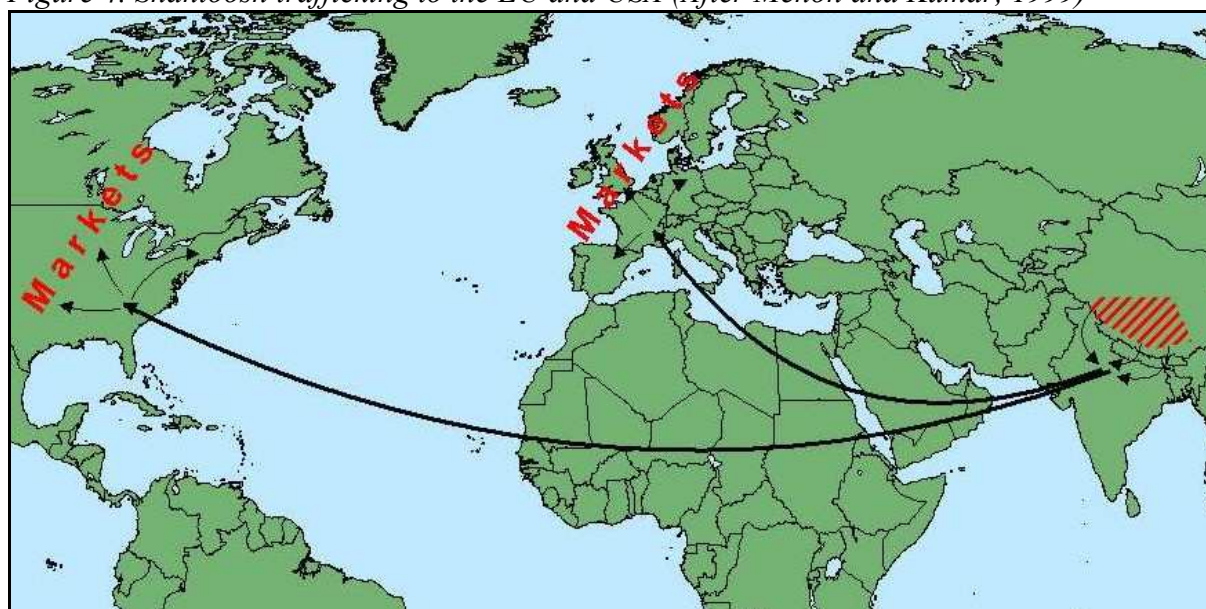 Figure 4: Shahtoosh trafficking to the EU and USA (After Menon and Kumar, 1999)
Markets
Markets